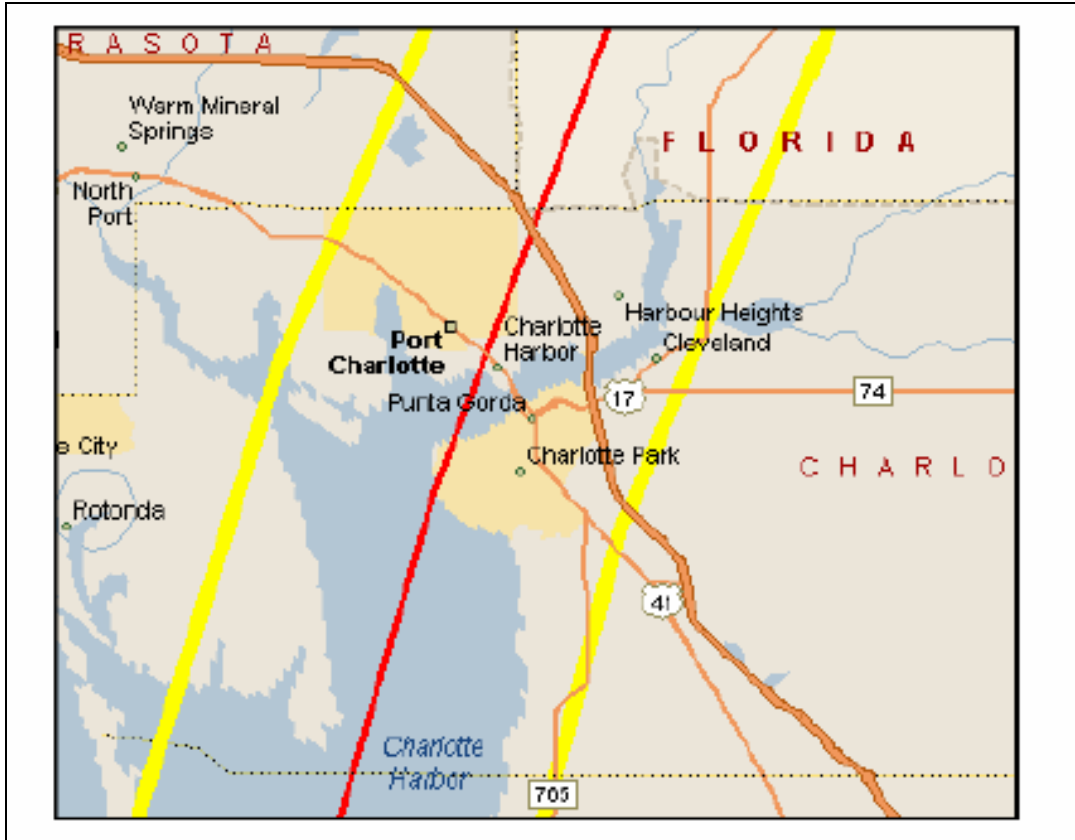 RASOTA
Warm Mineral
Springs
FLORIDA
North
Port
Harbour Heights
Charlotte
Harbor
Port
Charlotte
Cleveland
Punta Gorda
17
74
e City
Charlotte Park
CHARLO
Rotonda
41
Charlotte
Harbor
705